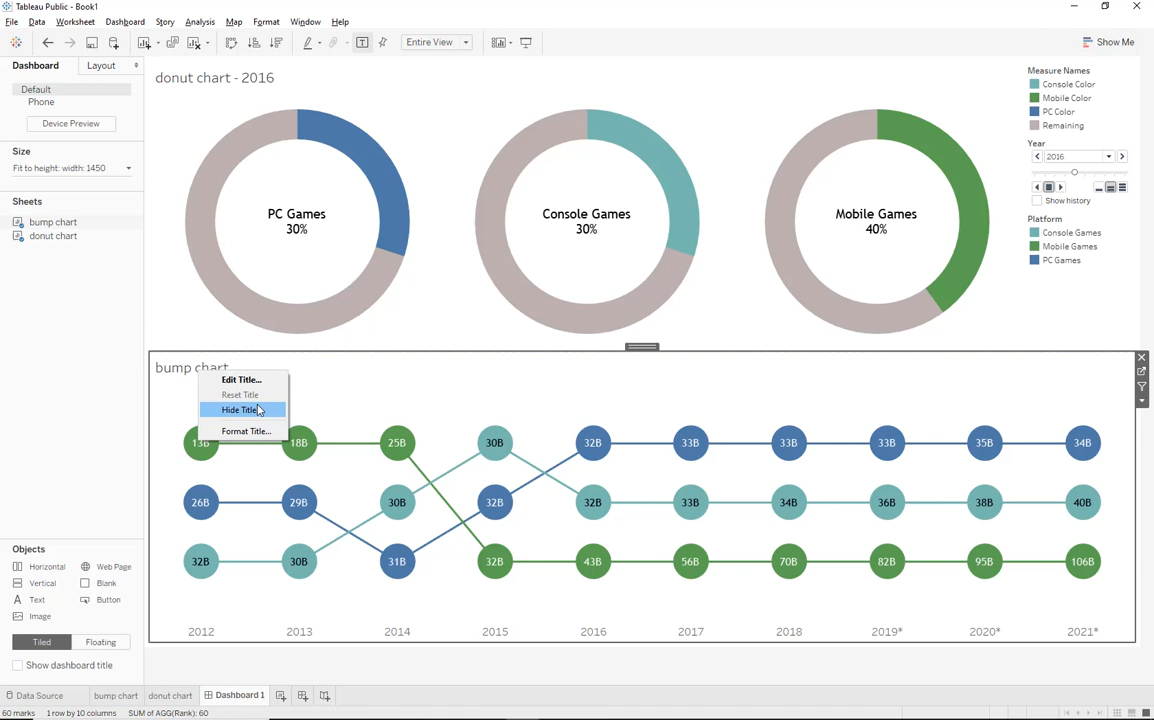 Tableau Public - Book1
File Data Worksheet Dashboard Story Analysis Map Format Window Help
Entire View
Show Me
Dashboard Layout
Default
Phone
Device Preview
Size
Fit to height: width: 1450
Sheets
bump chart
donut chart
Objects
Horizontal Web Page
Vertical Blank
Text Button
Image
Tiled Floating
Show dashboard title
donut chart - 2016
PC Games
30%
Console Games
30%
Mobile Games
40%
Measure Names
Console Color
Mobile Color
PC Color
Remaining
Year
2016
Show history
Platform
Console Games
Mobile Games
PC Games
bump chart
Edit Title...
Reset Title
Hide Title
Format Title...
13B 18B 25B 30B 32B 33B 33B 33B 35B 34B
26B 29B 30B 32B 32B 33B 34B 36B 38B 40B
32B 30B 31B 32B 43B 56B 70B 82B 95B 106B
2012 2013 2014 2015 2016 2017 2018 2019* 2020* 2021*
Data Source bump chart donut chart Dashboard 1
60 marks 1 row by 10 columns SUM of AGG(Rank): 60